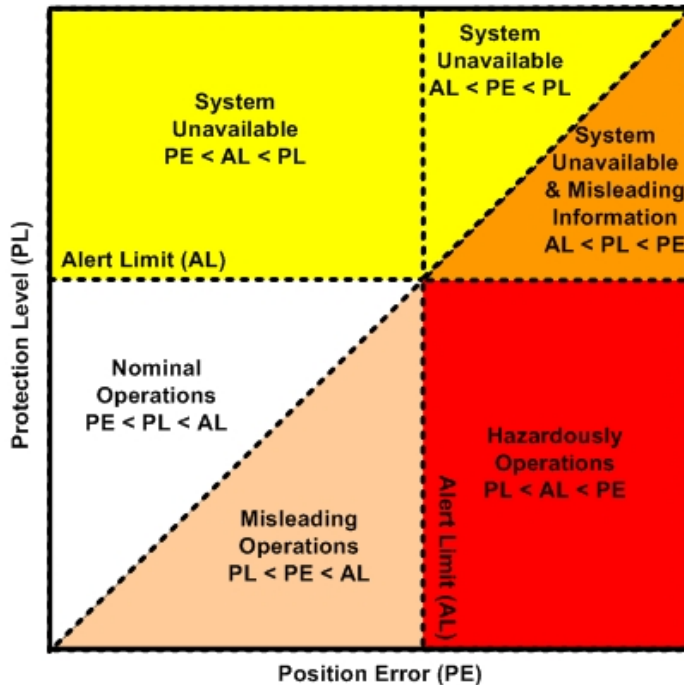 System
Unavailable
AL < PE < PL
System
Unavailable
PE < AL < PL
System
Unavailable
& Misleading
Information
AL < PL < PE
Alert Limit (AL)
Protection Level (PL)
Nominal
Operations
PE < PL < AL
Hazardously
Operations
PL < AL < PE
Alert Limit (AL)
Misleading
Operations
PL < PE < AL
Position Error (PE)